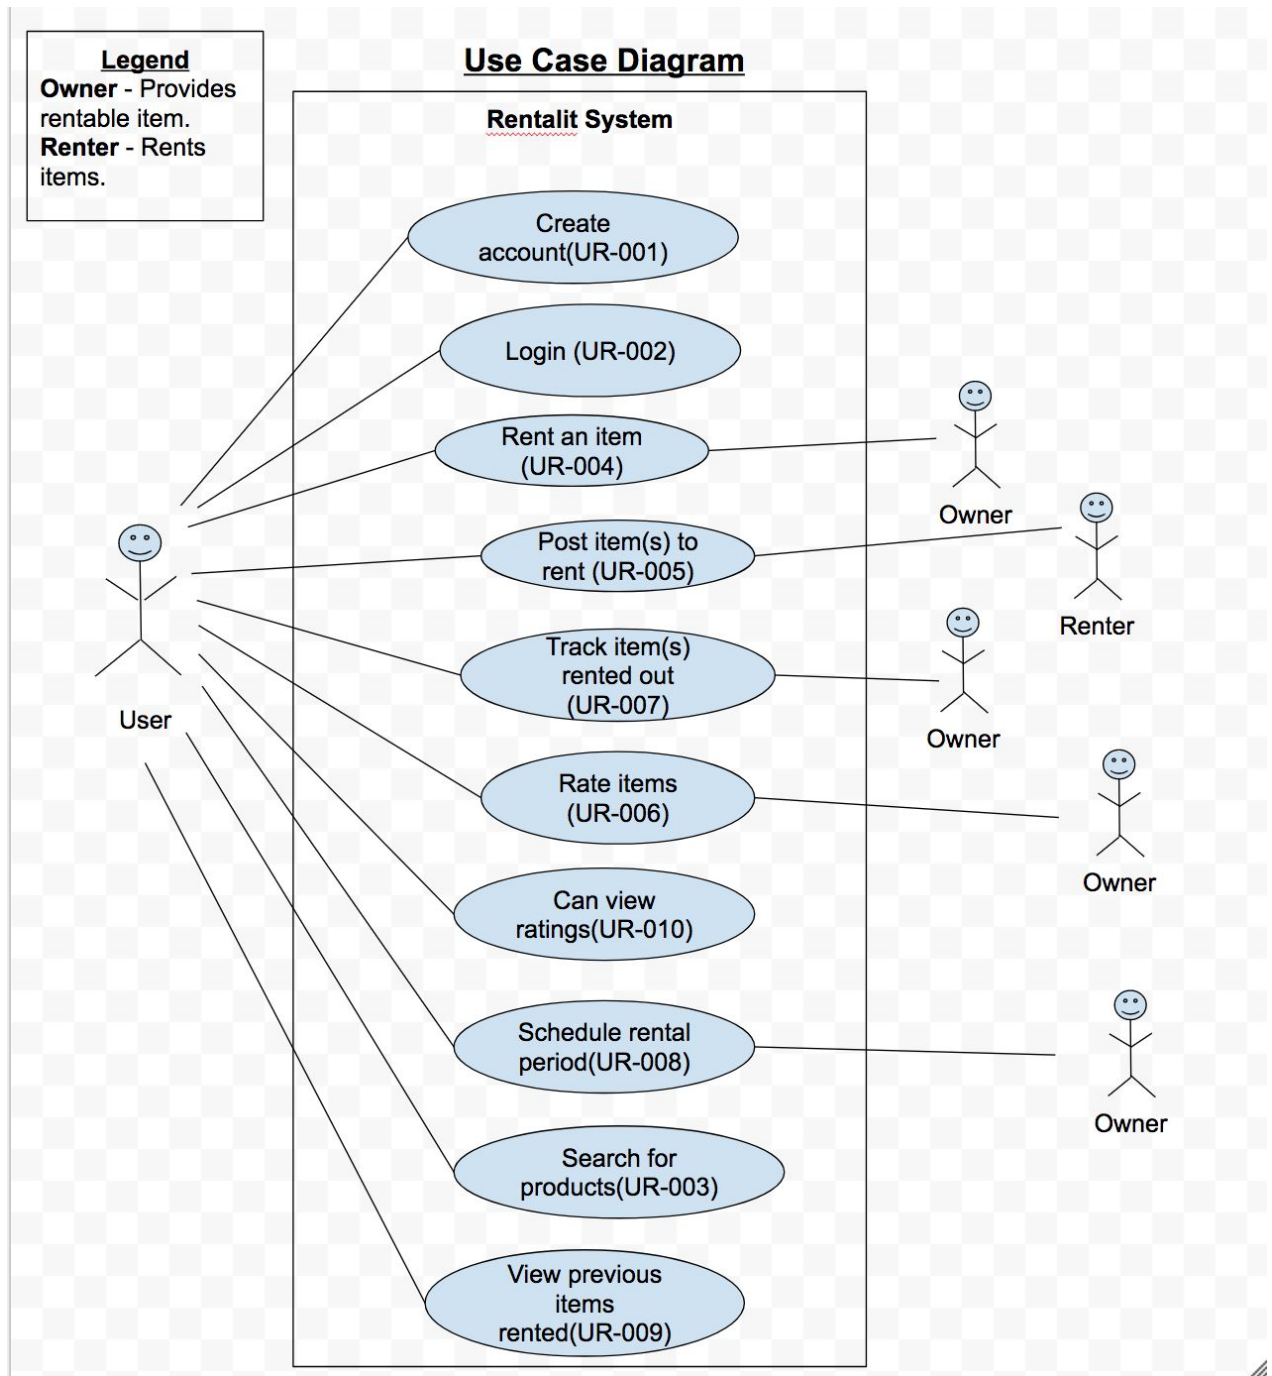 Legend
Owner - Provides
rentable item.
Renter - Rents
items.
Use Case Diagram
Rentalit System
Create
account(UR-001)
Login (UR-002)
Rent an item
(UR-004)
Owner
Post item(s) to
rent (UR-005)
Renter
Track item(s)
rented out
(UR-007)
Owner
User
Rate items
(UR-006)
Owner
Can view
ratings(UR-010)
Schedule rental
period(UR-008)
Owner
Search for
products(UR-003)
View previous
items
rented(UR-009)